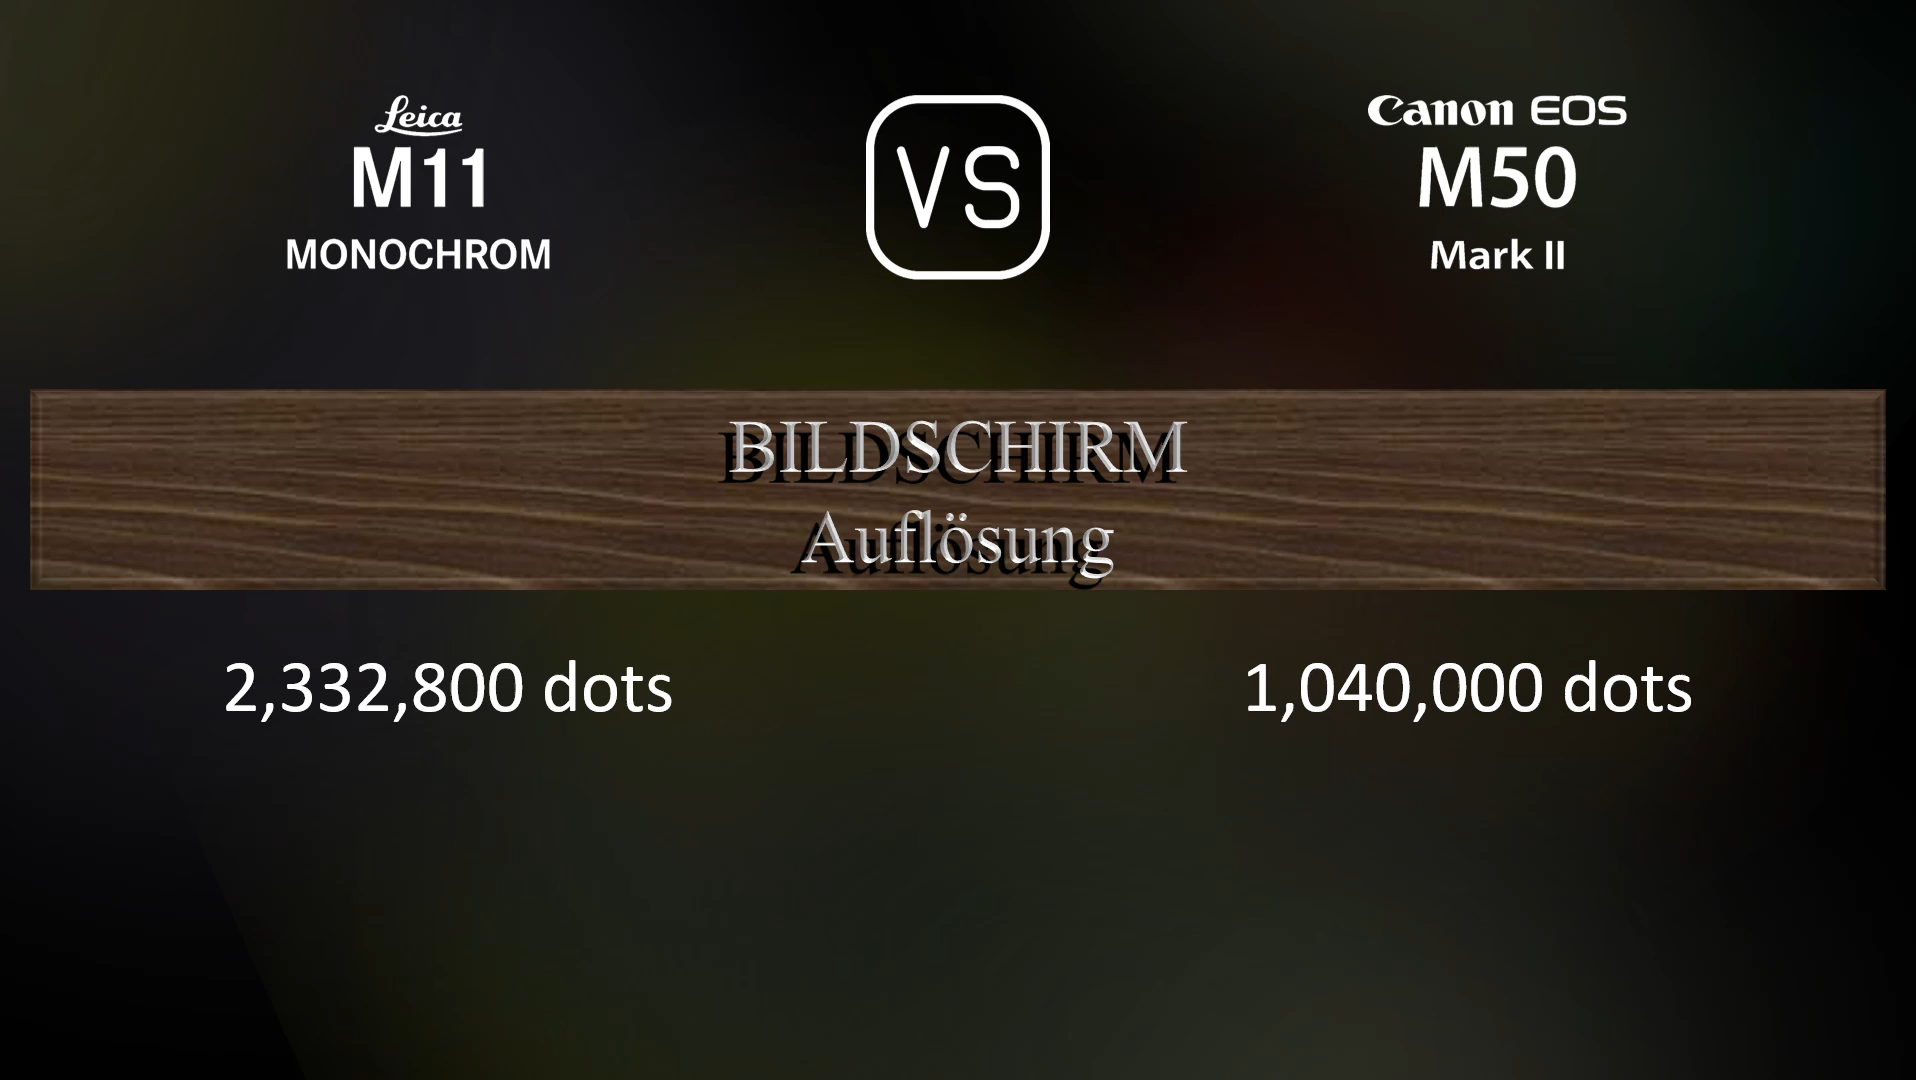 Leica
M11
MONOCHROM
VS
Canon EOS
M50
Mark II
BILDSCHIRM
Auflösung
2,332,800 dots
1,040,000 dots